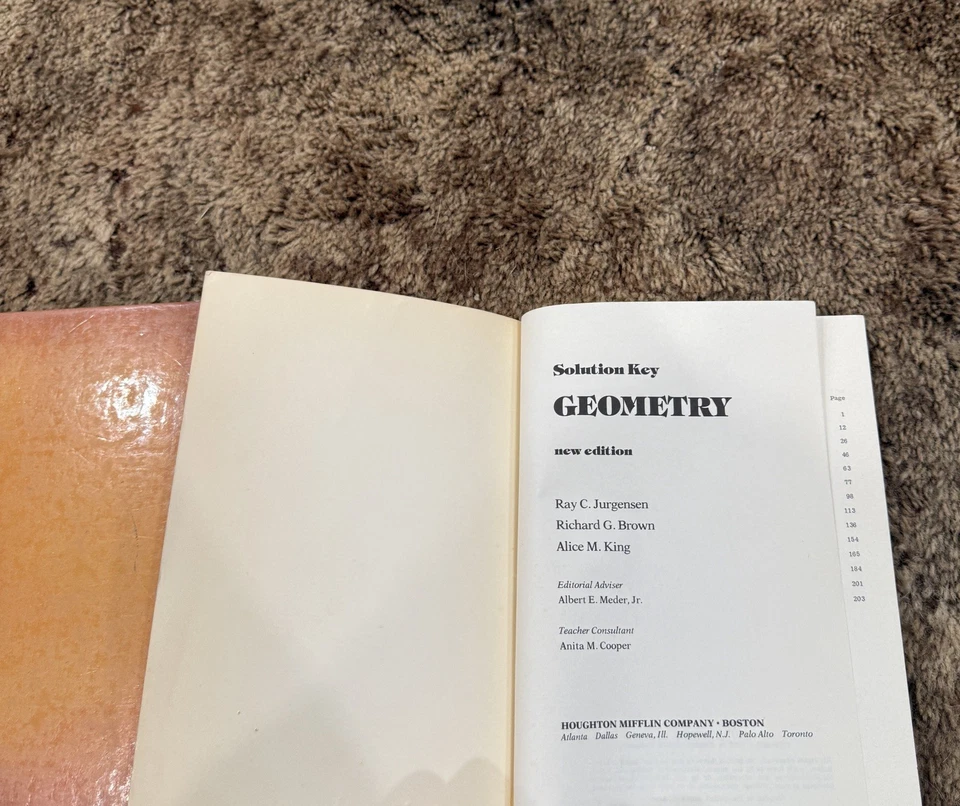 Solution Key
GEOMETRY
new edition
Ray C. Jurgensen
Richard G. Brown
Alice M. King
Editorial Adviser
Albert E. Meder, Jr.
Teacher Consultant
Anita M. Cooper
HOUGHTON MIFFLIN COMPANY • BOSTON
Atlanta Dallas Geneva, Ill. Hopewell, N.J. Palo Alto Toronto
Page
1
12
26
46
63
77
98
113
136
154
165
184
201
203